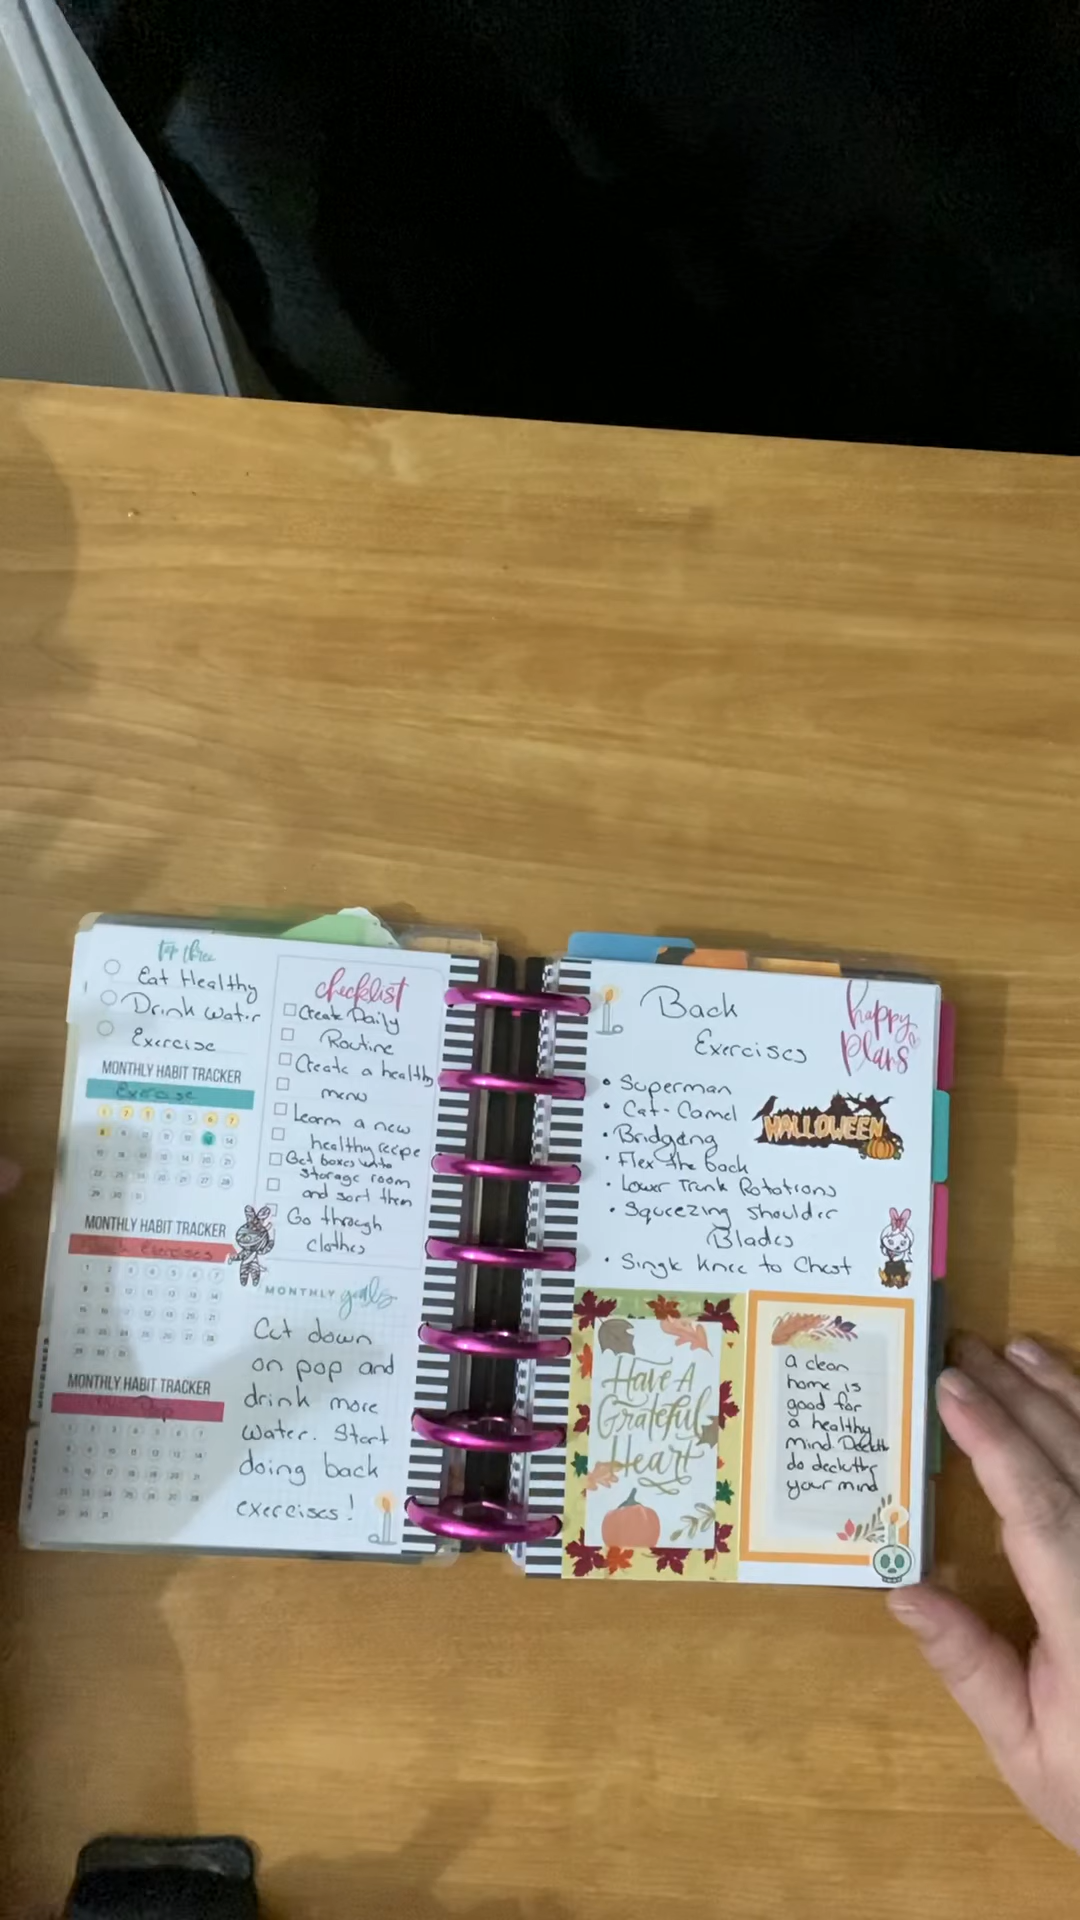 top three
Eat Healthy
Drink Water
Exercise
MONTHLY HABIT TRACKER
Exercise
MONTHLY HABIT TRACKER
Back Exercises
MONTHLY HABIT TRACKER
Pop
checklist
Create Daily
Routine
Create a healthy
menu
Learn a new
healthy recipe
Get boxes into
storage room
and sort them
Go through
clothes
MONTHLY goals
Cut down
on pop and
drink more
water. Start
doing back
exercises!
Back
Exercises
happy
plans
• Superman
• Cat-Camel
• Bridgeing
• Flex the back
• Lower Trunk Rotations
• Squeezing Shoulder
Blades
• Single Knee to Chest
HALLOWEEN
Have A
Grateful
Heart
a clean
home is
good for
a healthy
mind.
do declutter
your mind